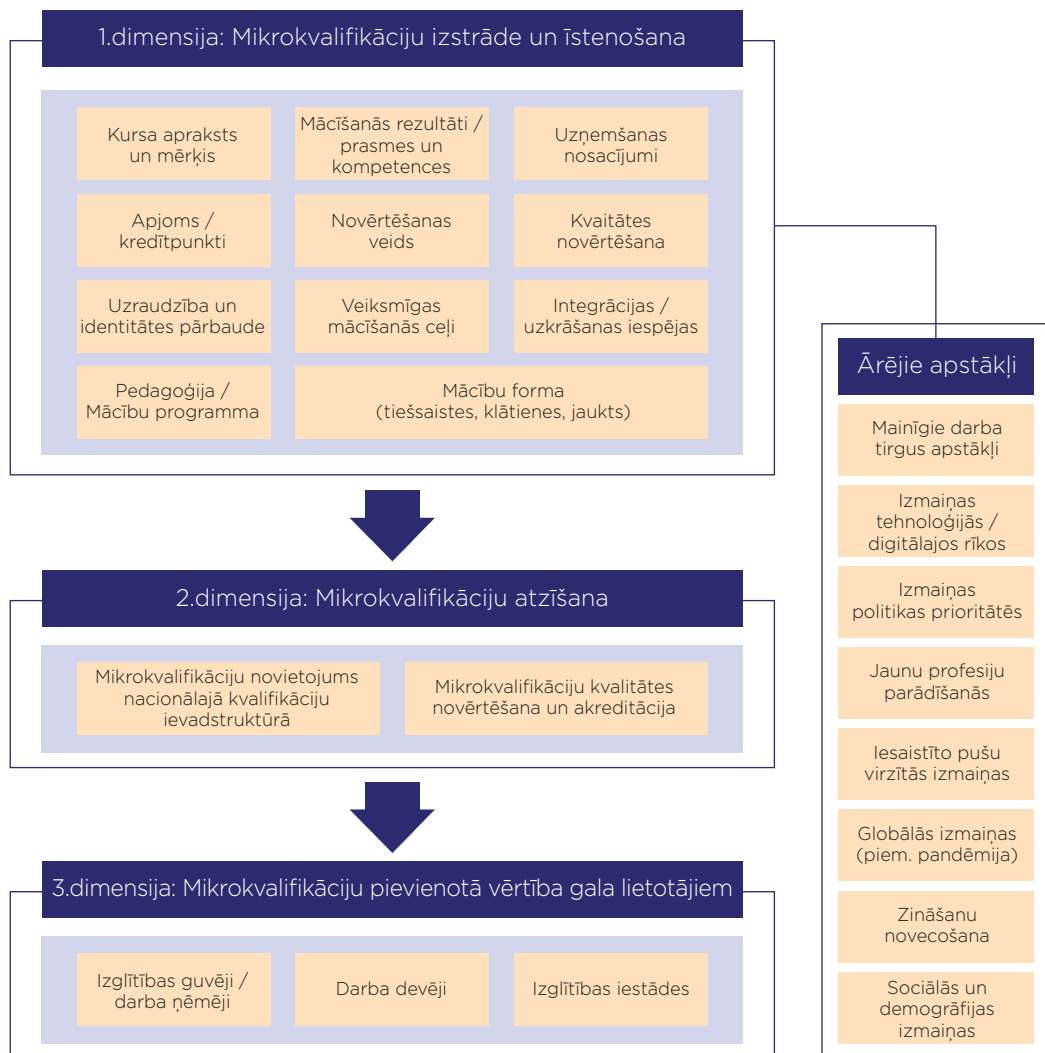 1.dimensija: Mikrokvalifikāciju izstrāde un īstenošana
Kursa apraksts
un mērķis
Mācīšanās rezultāti /
prasmes un
kompetences
Uzņemšanas
nosacījumi
Apjoms /
kredītpunkti
Novērtēšanas
veids
Kvaitātes
novērtēšana
Uzraudzība un
identitātes pārbaude
Veiksmīgas
mācīšanās ceļi
Integrācijas /
uzkrāšanas iespējas
Pedagoģija /
Mācību programma
Mācību forma
(tiešsaistes, klātienes, jaukts)
2.dimensija: Mikrokvalifikāciju atzīšana
Mikrokvalifikāciju novietojums
nacionālajā kvalifikāciju
ievadstruktūrā
Mikrokvalifikāciju kvalitātes
novērtēšana un akreditācija
3.dimensija: Mikrokvalifikāciju pievienotā vērtība gala lietotājiem
Izglītības guvēji /
darba ņēmēji
Darba devēji
Izglītības iestādes
Ārējie apstākļi
Mainīgie darba
tirgus apstākļi
Izmaiņas
tehnoloģijās /
digitālajos rīkos
Izmaiņas
politikas prioritātēs
Jaunu profesiju
parādīšanās
Iesaistīto pušu
virzītās izmaiņas
Globālās izmaiņas
(piem. pandēmija)
Zināšanu
novecošana
Sociālās un
demogrāfijas
izmaiņas